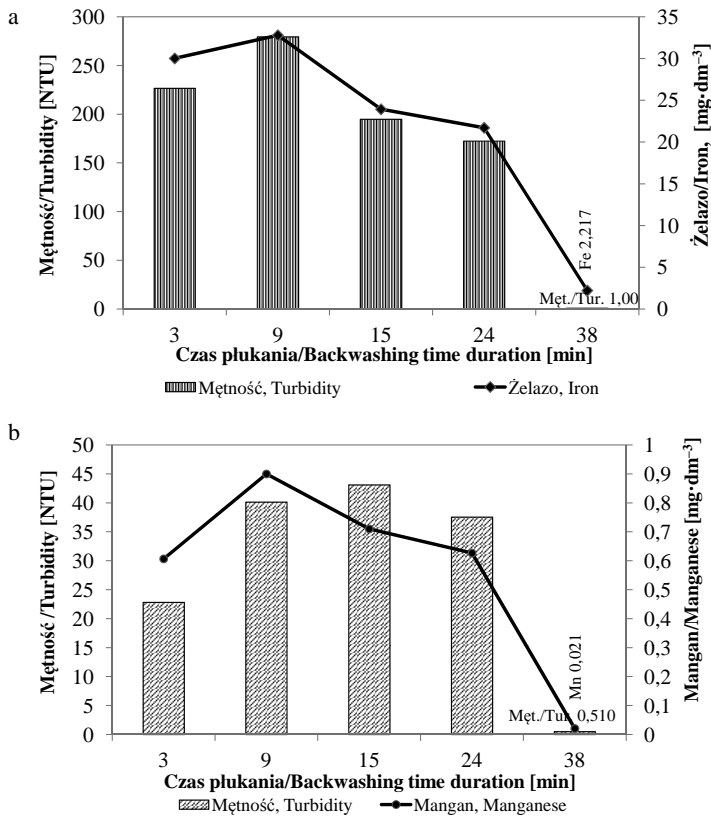 a
Mętność/Turbidity [NTU]
300
250
200
150
100
50
0
35
30
25
20
15
10
5
0
Żelazo/Iron, [mg·dm⁻³]
Fe 2,217
Męt./Tur. 1,00
3 9 15 24 38
Czas płukania/Backwashing time duration [min]
Mętność, Turbidity Żelazo, Iron
b
Mętność /Turbidity [NTU]
50
45
40
35
30
25
20
15
10
5
0
1
0,9
0,8
0,7
0,6
0,5
0,4
0,3
0,2
0,1
0
Mangan/Manganese [mg·dm⁻³]
Mn 0,021
Męt./Tur. 0,510
3 9 15 24 38
Czas płukania/Backwashing time duration [min]
Mętność, Turbidity Mangan, Manganese